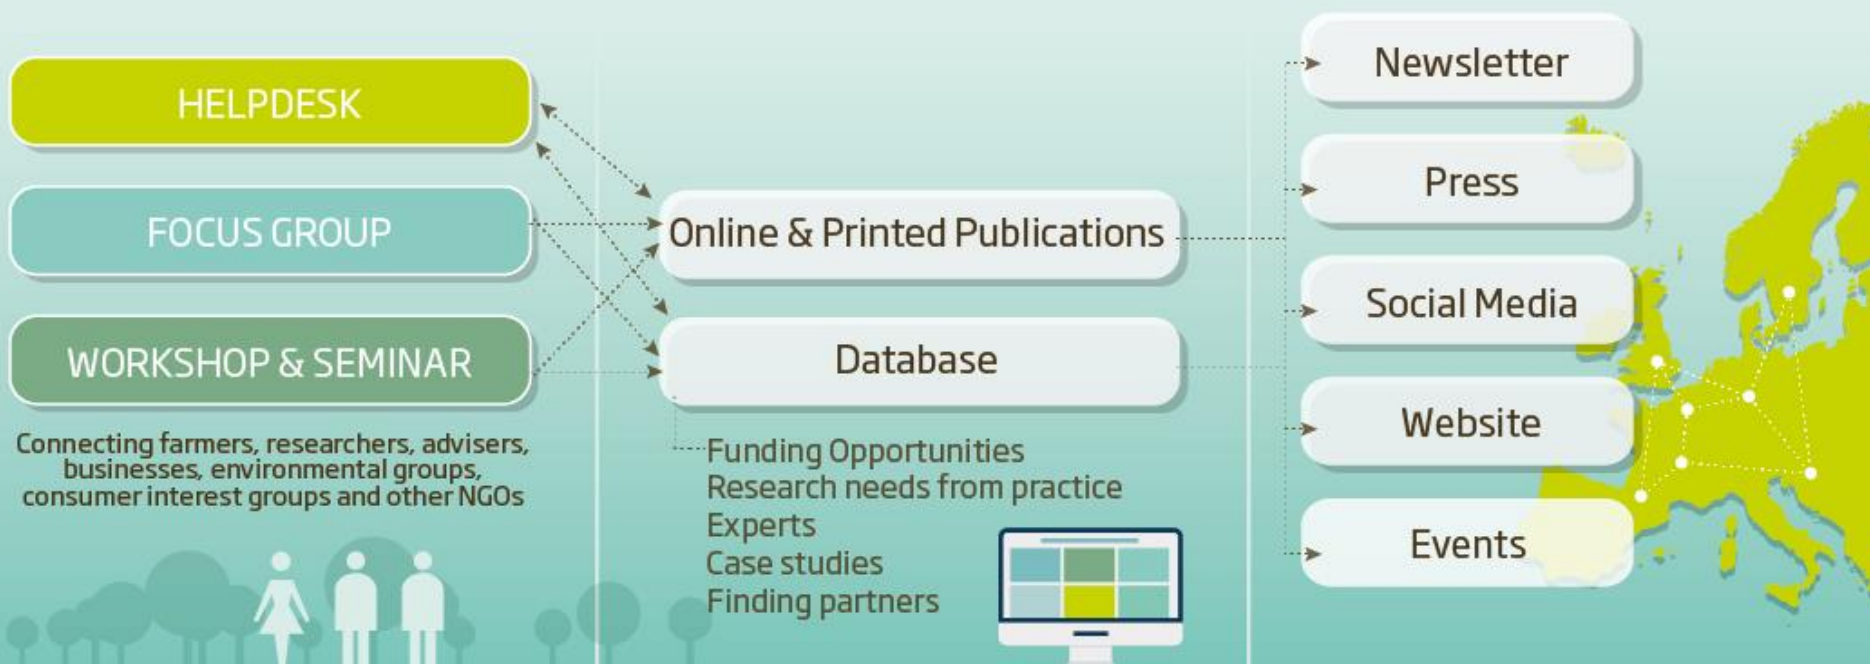 HELPDESK
FOCUS GROUP
WORKSHOP & SEMINAR
Connecting farmers, researchers, advisers,
businesses, environmental groups,
consumer interest groups and other NGOs
Online & Printed Publications
Database
Funding Opportunities
Research needs from practice
Experts
Case studies
Finding partners
Newsletter
Press
Social Media
Website
Events